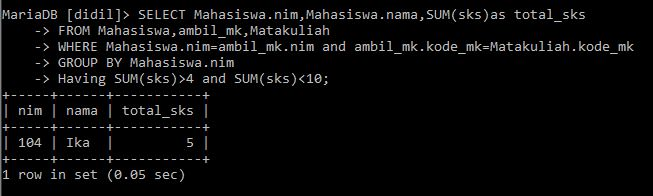 MariaDB [didil]> SELECT Mahasiswa.nim,Mahasiswa.nama,SUM(sks)as total_sks
    -> FROM Mahasiswa,ambil_mk,Matakuliah
    -> WHERE Mahasiswa.nim=ambil_mk.nim and ambil_mk.kode_mk=Matakuliah.kode_mk
    -> GROUP BY Mahasiswa.nim
    -> Having SUM(sks)>4 and SUM(sks)<10;
+-----+------+-----------+
| nim | nama | total_sks |
+-----+------+-----------+
| 104 | Ika  |         5 |
+-----+------+-----------+
1 row in set (0.05 sec)